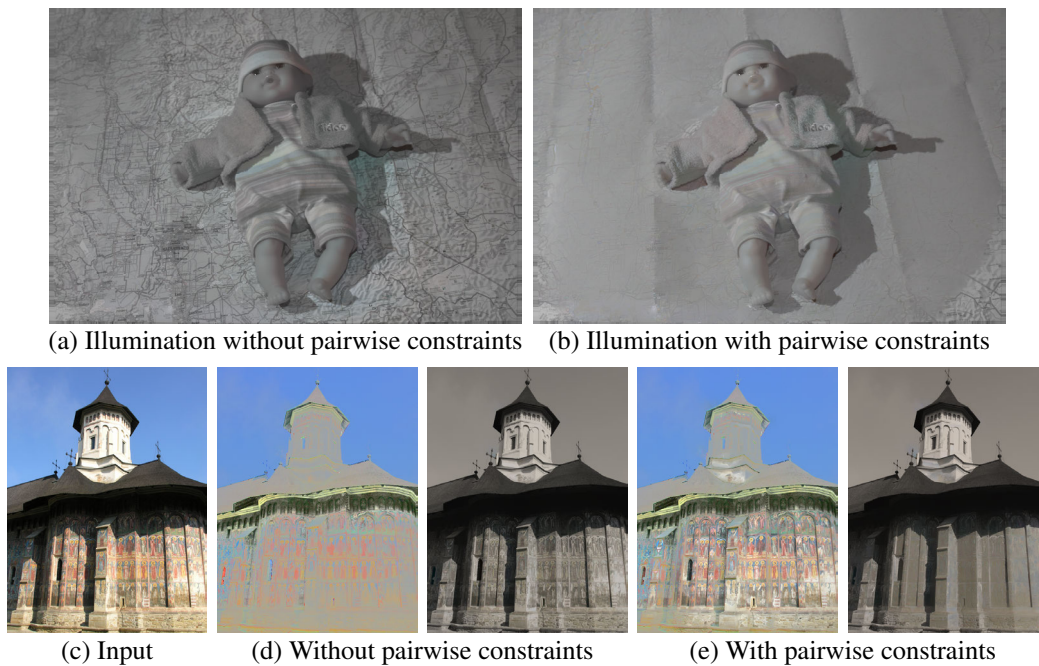 (a) Illumination without pairwise constraints
(b) Illumination with pairwise constraints
(c) Input
(d) Without pairwise constraints
(e) With pairwise constraints